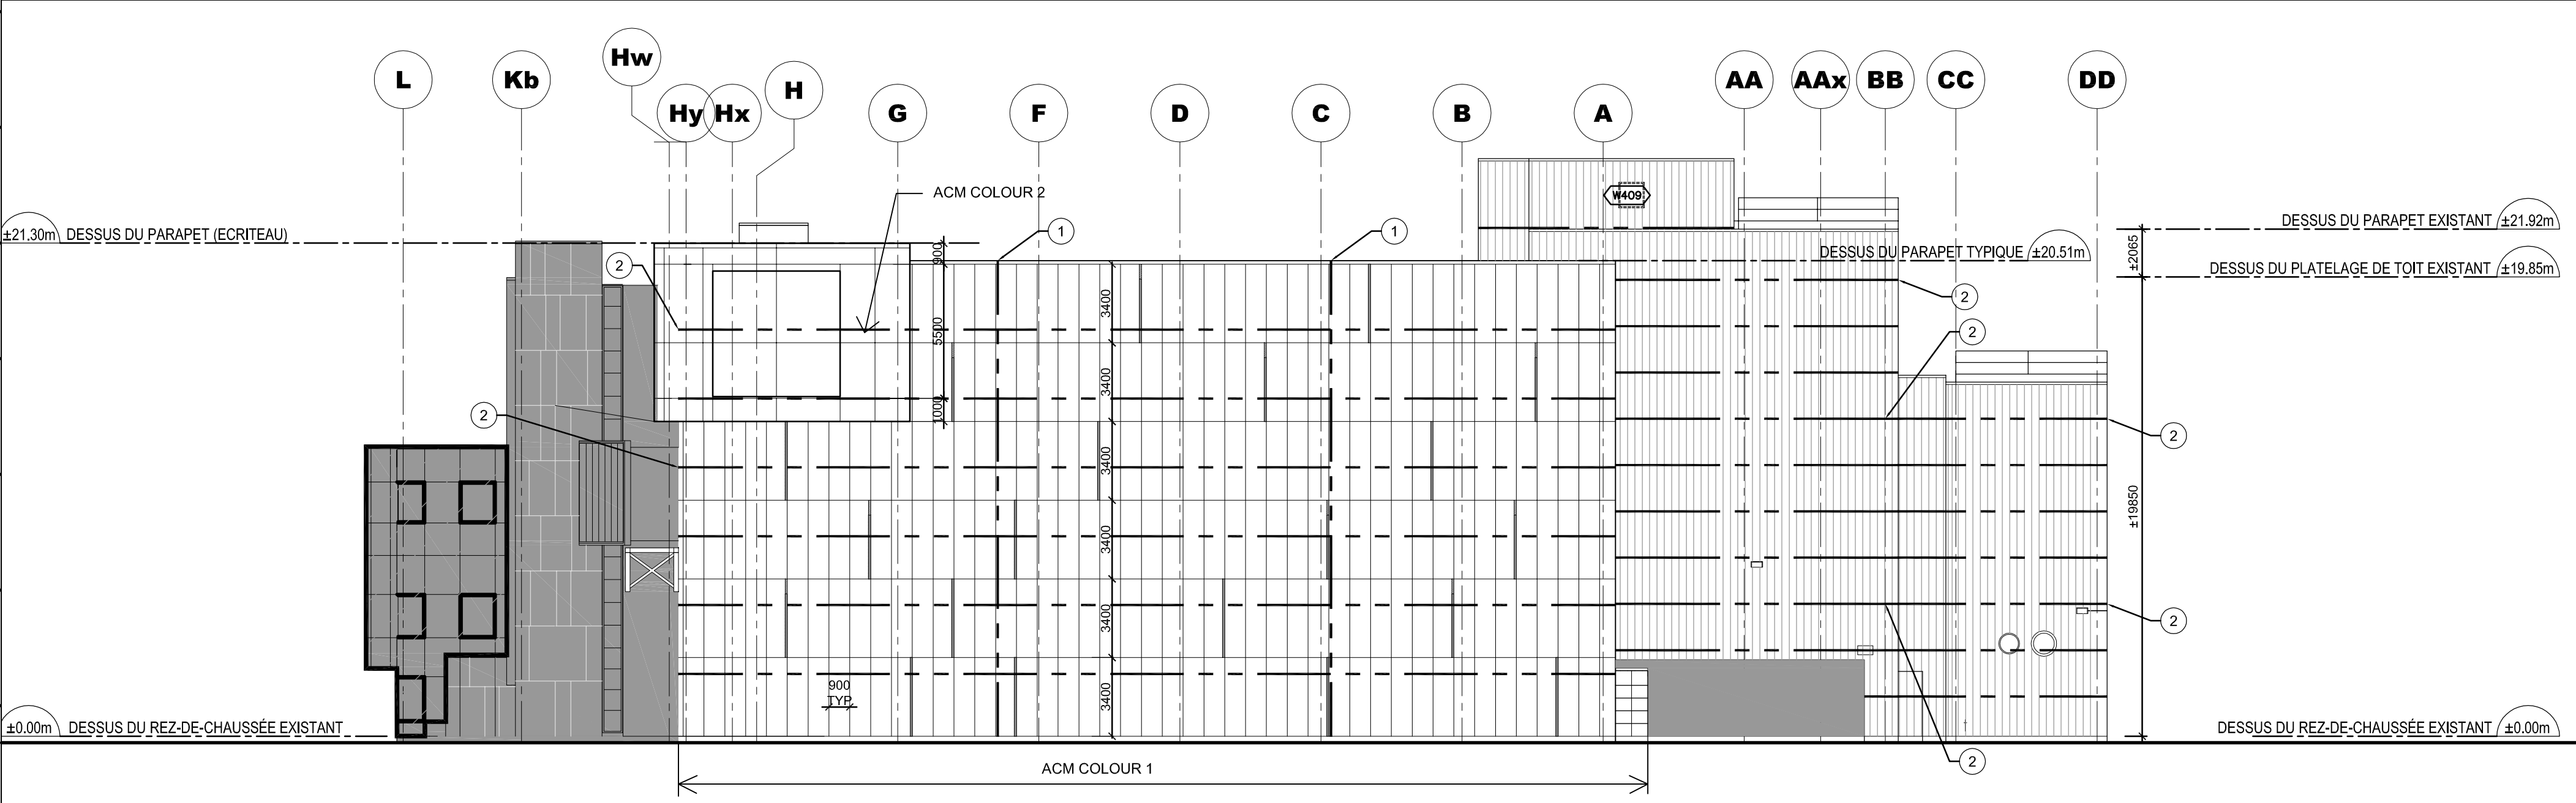 Hw
L
Kb
H
AA
AAx
BB
CC
DD
Hy
Hx
G
F
D
C
B
A
ACM COLOUR 2
W409
±21.30m
DESSUS DU PARAPET (ECRITEAU)
1
1
DESSUS DU PARAPET EXISTANT
±21.92m
DESSUS DU PARAPET TYPIQUE
±20.51m
±2065
DESSUS DU PLATELAGE DE TOIT EXISTANT
±19.85m
900
2
2
3400
5500
2
3400
1000
2
2
3400
±19850
3400
3400
2
900
TYP
3400
±0.00m
DESSUS DU REZ-DE-CHAUSSÉE EXISTANT
DESSUS DU REZ-DE-CHAUSSÉE EXISTANT
±0.00m
2
ACM COLOUR 1